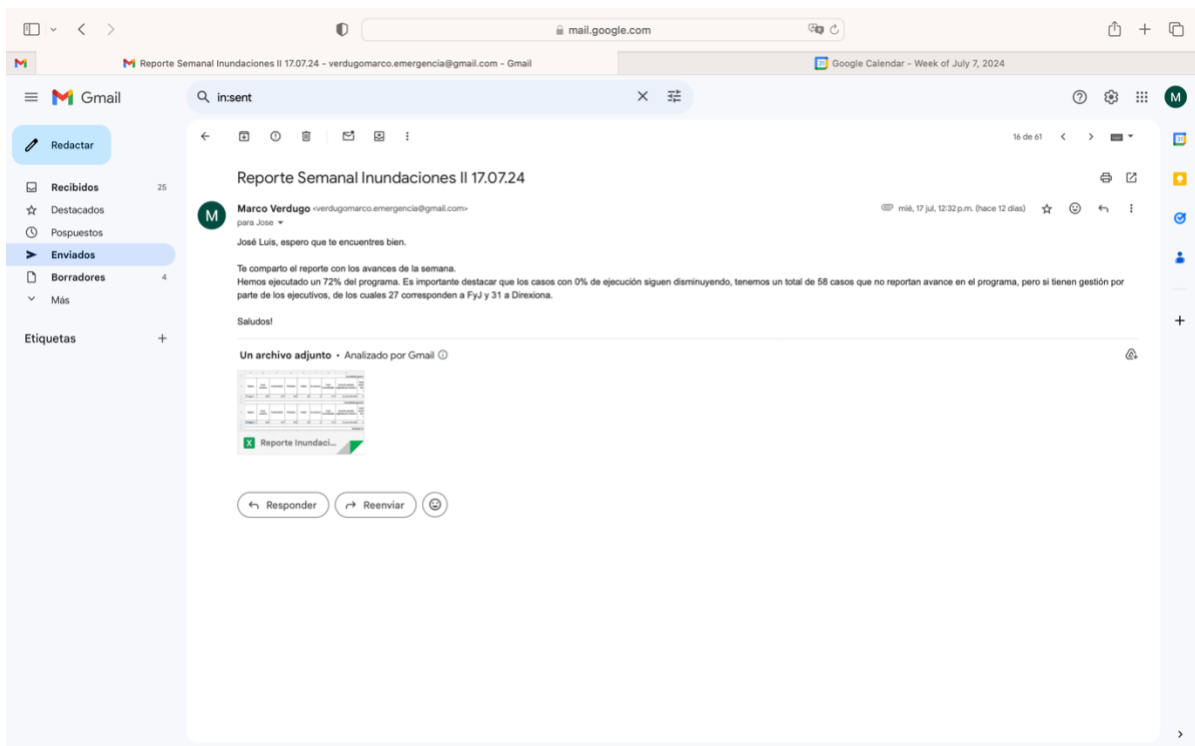 mail.google.com
Reporte Semanal Inundaciones II 17.07.24 - verdugomarco.emergencia@gmail.com - Gmail
Google Calendar - Week of July 7, 2024
Gmail
in:sent
M
Redactar
16 de 61
Recibidos 25
Destacados
Pospuestos
Enviados
Borradores 4
Más
Etiquetas
Reporte Semanal Inundaciones II 17.07.24
M
Marco Verdugo <verdugomarco.emergencia@gmail.com>
mié, 17 jul, 12:32 p.m. (hace 12 días)
para Jose
José Luis, espero que te encuentres bien.
Te comparto el reporte con los avances de la semana.
Hemos ejecutado un 72% del programa. Es importante destacar que los casos con 0% de ejecución siguen disminuyendo, tenemos un total de 58 casos que no reportan avance en el programa, pero si tienen gestión por
parte de los ejecutivos, de los cuales 27 corresponden a FyJ y 31 a Direxiona.
Saludos!
Un archivo adjunto • Analizado por Gmail
X Reporte Inundaci...
Responder
Reenviar